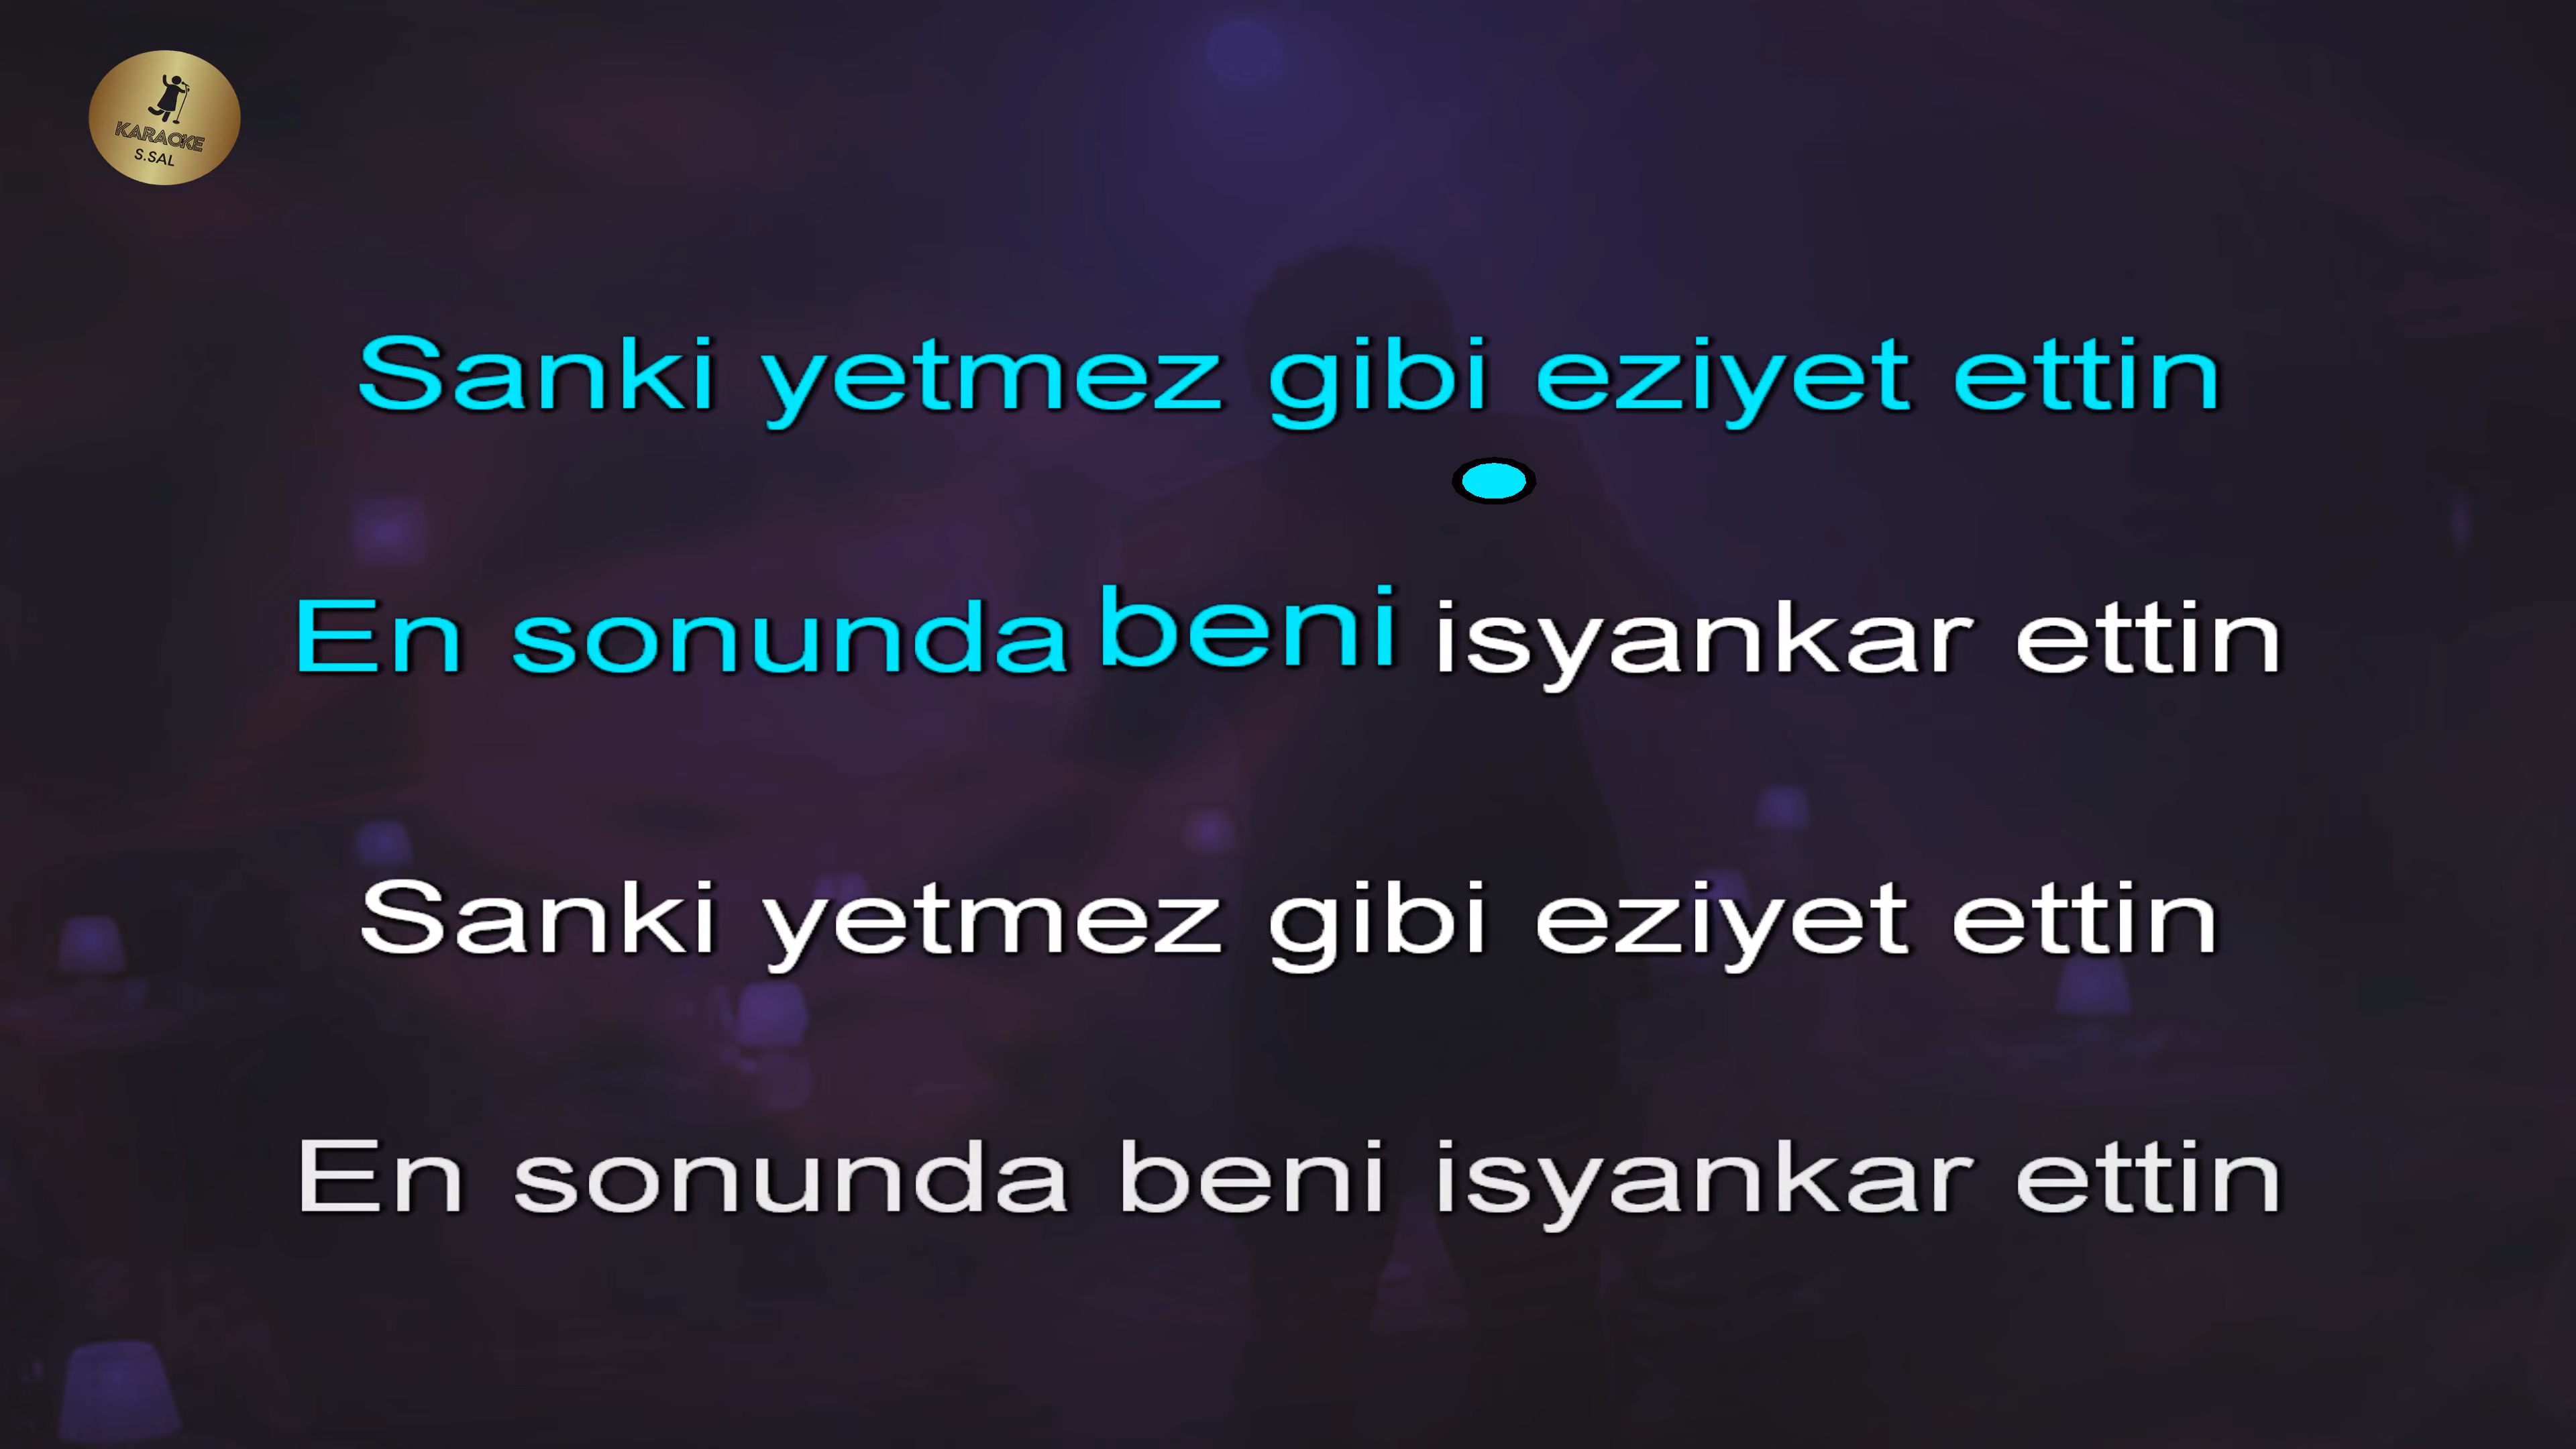 KARAOKE
S.SAL
Sanki yetmez gibi eziyet ettin
En sonunda beni isyankar ettin
Sanki yetmez gibi eziyet ettin
En sonunda beni isyankar ettin